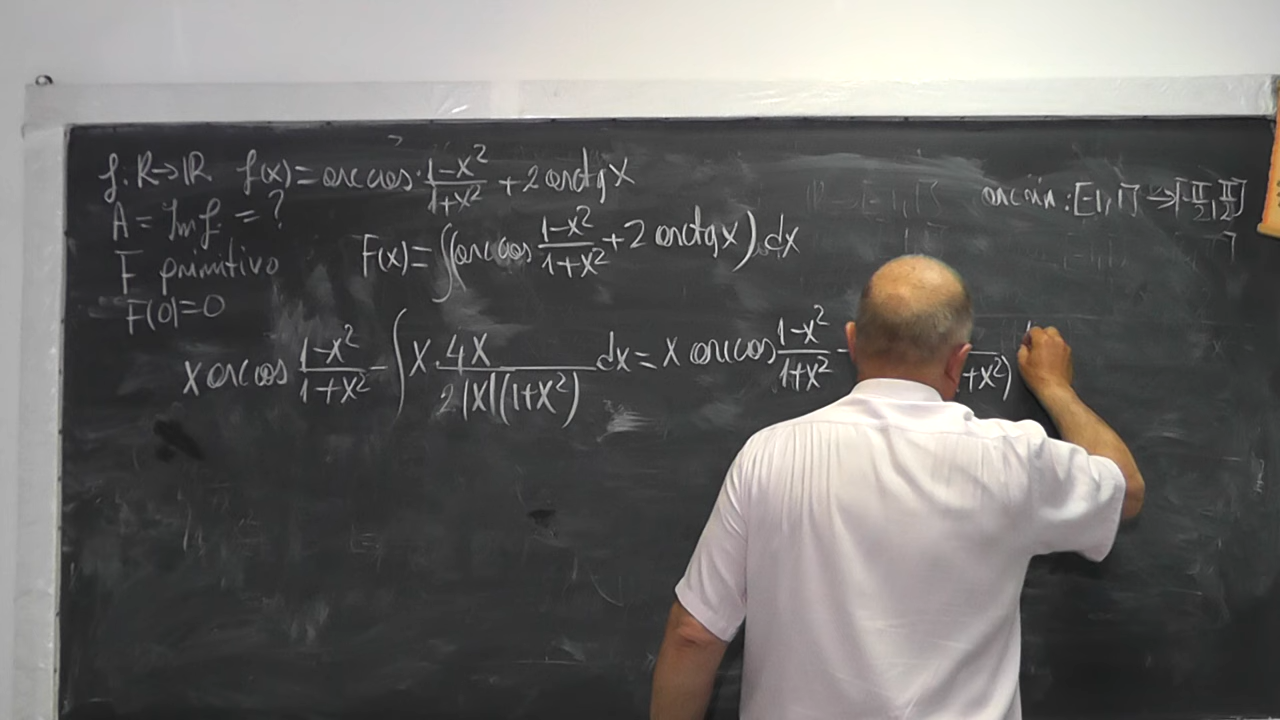 f: R→R f(x)= arccos 1-x²/1+x² + 2 arctg x
arcsin: [-1,1] → [-π/2, π/2]
A = Im f = ?
F primitivo F(x) = ∫(arccos 1-x²/1+x² + 2 arctg x) dx
F(0)=0
x arccos 1-x²/1+x² - ∫ x·4x/2|x|(1+x²) dx = x arccos 1-x²/1+x² - +x²)